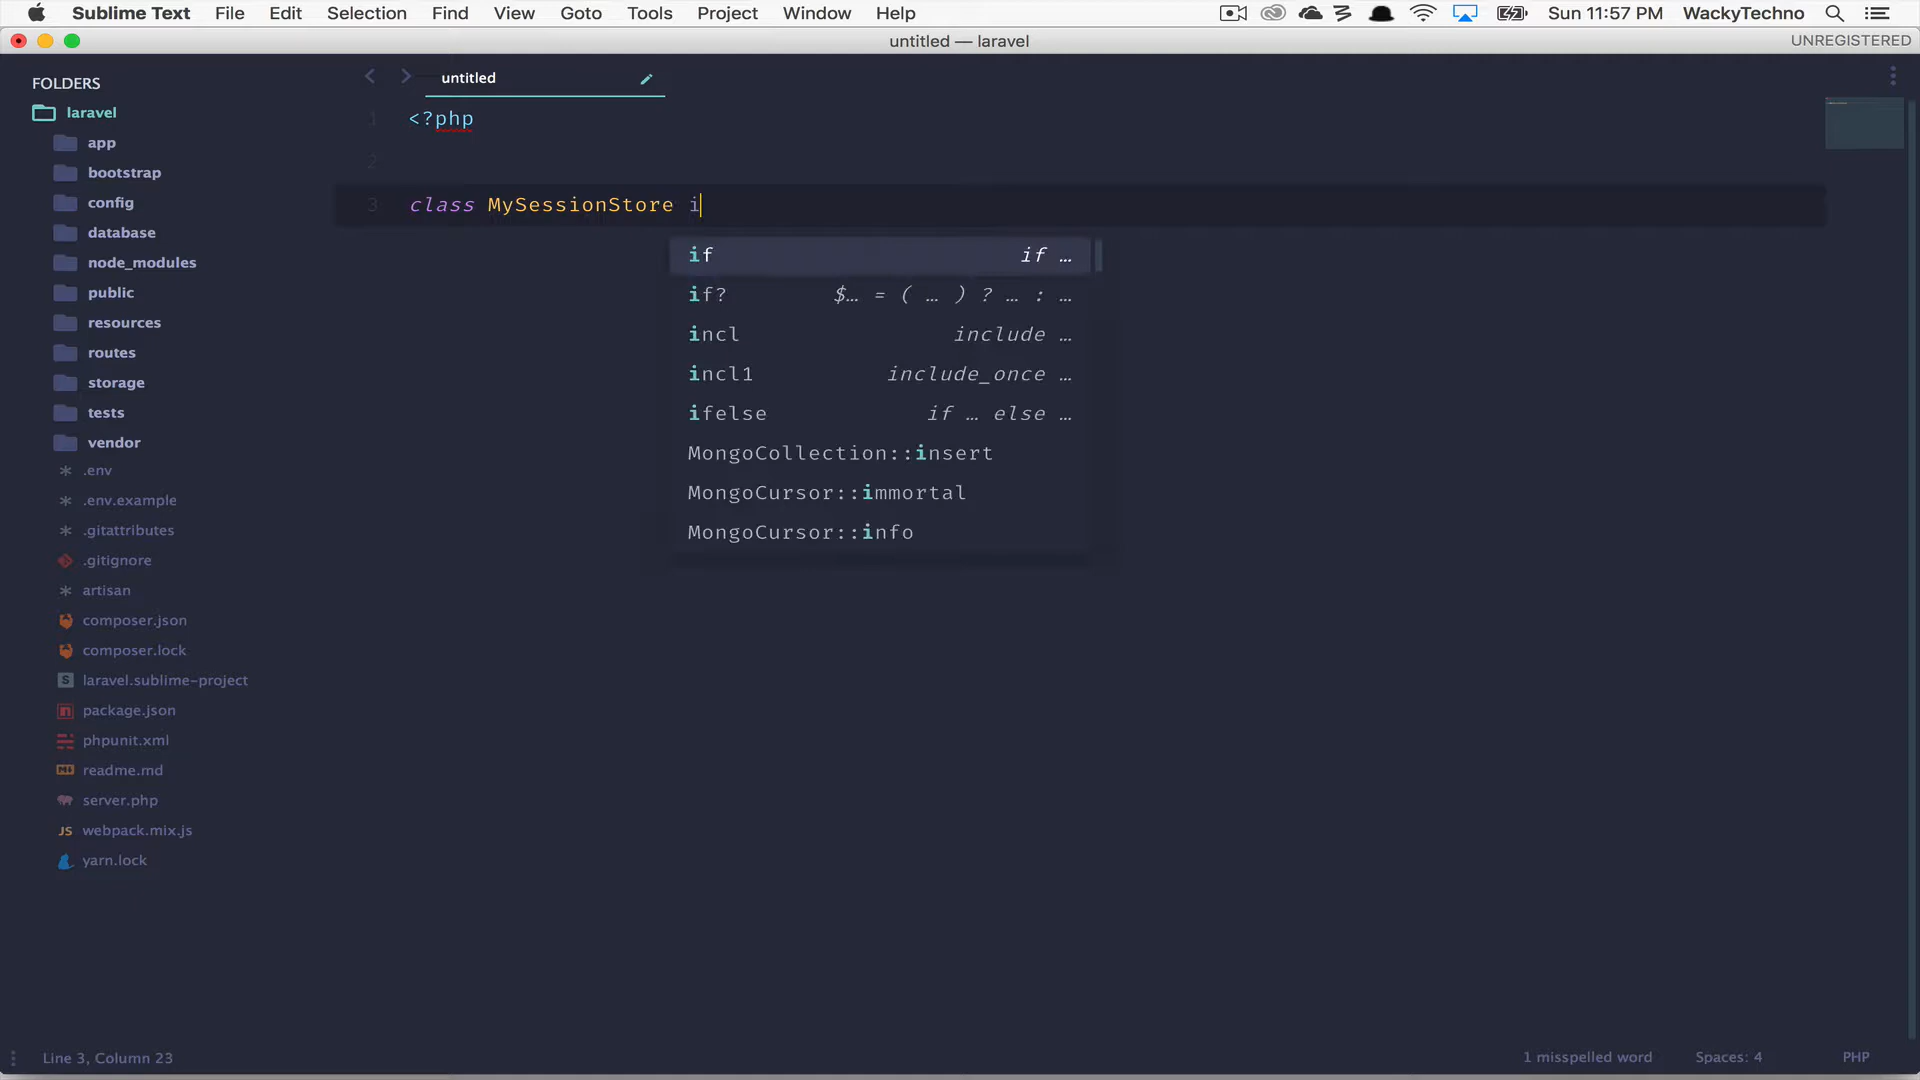 Sublime Text File Edit Selection Find View Goto Tools Project Window Help Sun 11:57 PM WackyTechno
untitled — laravel UNREGISTERED
FOLDERS
laravel
app
bootstrap
config
database
node_modules
public
resources
routes
storage
tests
vendor
.env
.env.example
.gitattributes
.gitignore
artisan
composer.json
composer.lock
laravel.sublime-project
package.json
phpunit.xml
readme.md
server.php
JS webpack.mix.js
yarn.lock
untitled
1 <?php
2
3 class MySessionStore i
if if …
if? $… = ( … ) ? … : …
incl include …
incl1 include_once …
ifelse if … else …
MongoCollection::insert
MongoCursor::immortal
MongoCursor::info
Line 3, Column 23 1 misspelled word Spaces: 4 PHP